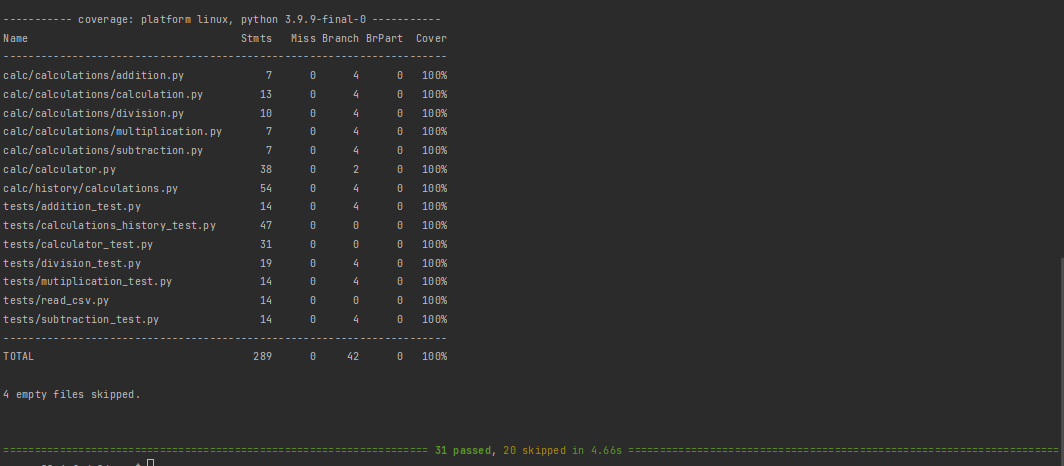 ----------- coverage: platform linux, python 3.9.9-final-0 -----------
Name                                  Stmts   Miss Branch BrPart  Cover
-----------------------------------------------------------------------
calc/calculations/addition.py             7      0      4      0   100%
calc/calculations/calculation.py         13      0      4      0   100%
calc/calculations/division.py            10      0      4      0   100%
calc/calculations/multiplication.py       7      0      4      0   100%
calc/calculations/subtraction.py          7      0      4      0   100%
calc/calculator.py                       38      0      2      0   100%
calc/history/calculations.py             54      0      4      0   100%
tests/addition_test.py                   14      0      4      0   100%
tests/calculations_history_test.py       47      0      0      0   100%
tests/calculator_test.py                 31      0      0      0   100%
tests/division_test.py                   19      0      4      0   100%
tests/mutiplication_test.py              14      0      4      0   100%
tests/read_csv.py                        14      0      0      0   100%
tests/subtraction_test.py                14      0      4      0   100%
-----------------------------------------------------------------------
TOTAL                                   289      0     42      0   100%
4 empty files skipped.
==================================================================== 31 passed, 20 skipped in 4.66s =====================================================================